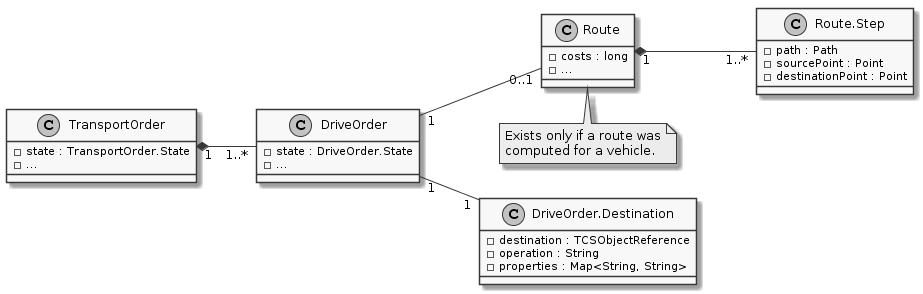 C Route
costs : long
...
1
1..*
C Route.Step
path : Path
sourcePoint : Point
destinationPoint : Point
0..1
1
Exists only if a route was
computed for a vehicle.
C TransportOrder
state : TransportOrder.State
...
1
1..*
C DriveOrder
state : DriveOrder.State
...
1
1
C DriveOrder.Destination
destination : TCSObjectReference
operation : String
properties : Map<String, String>